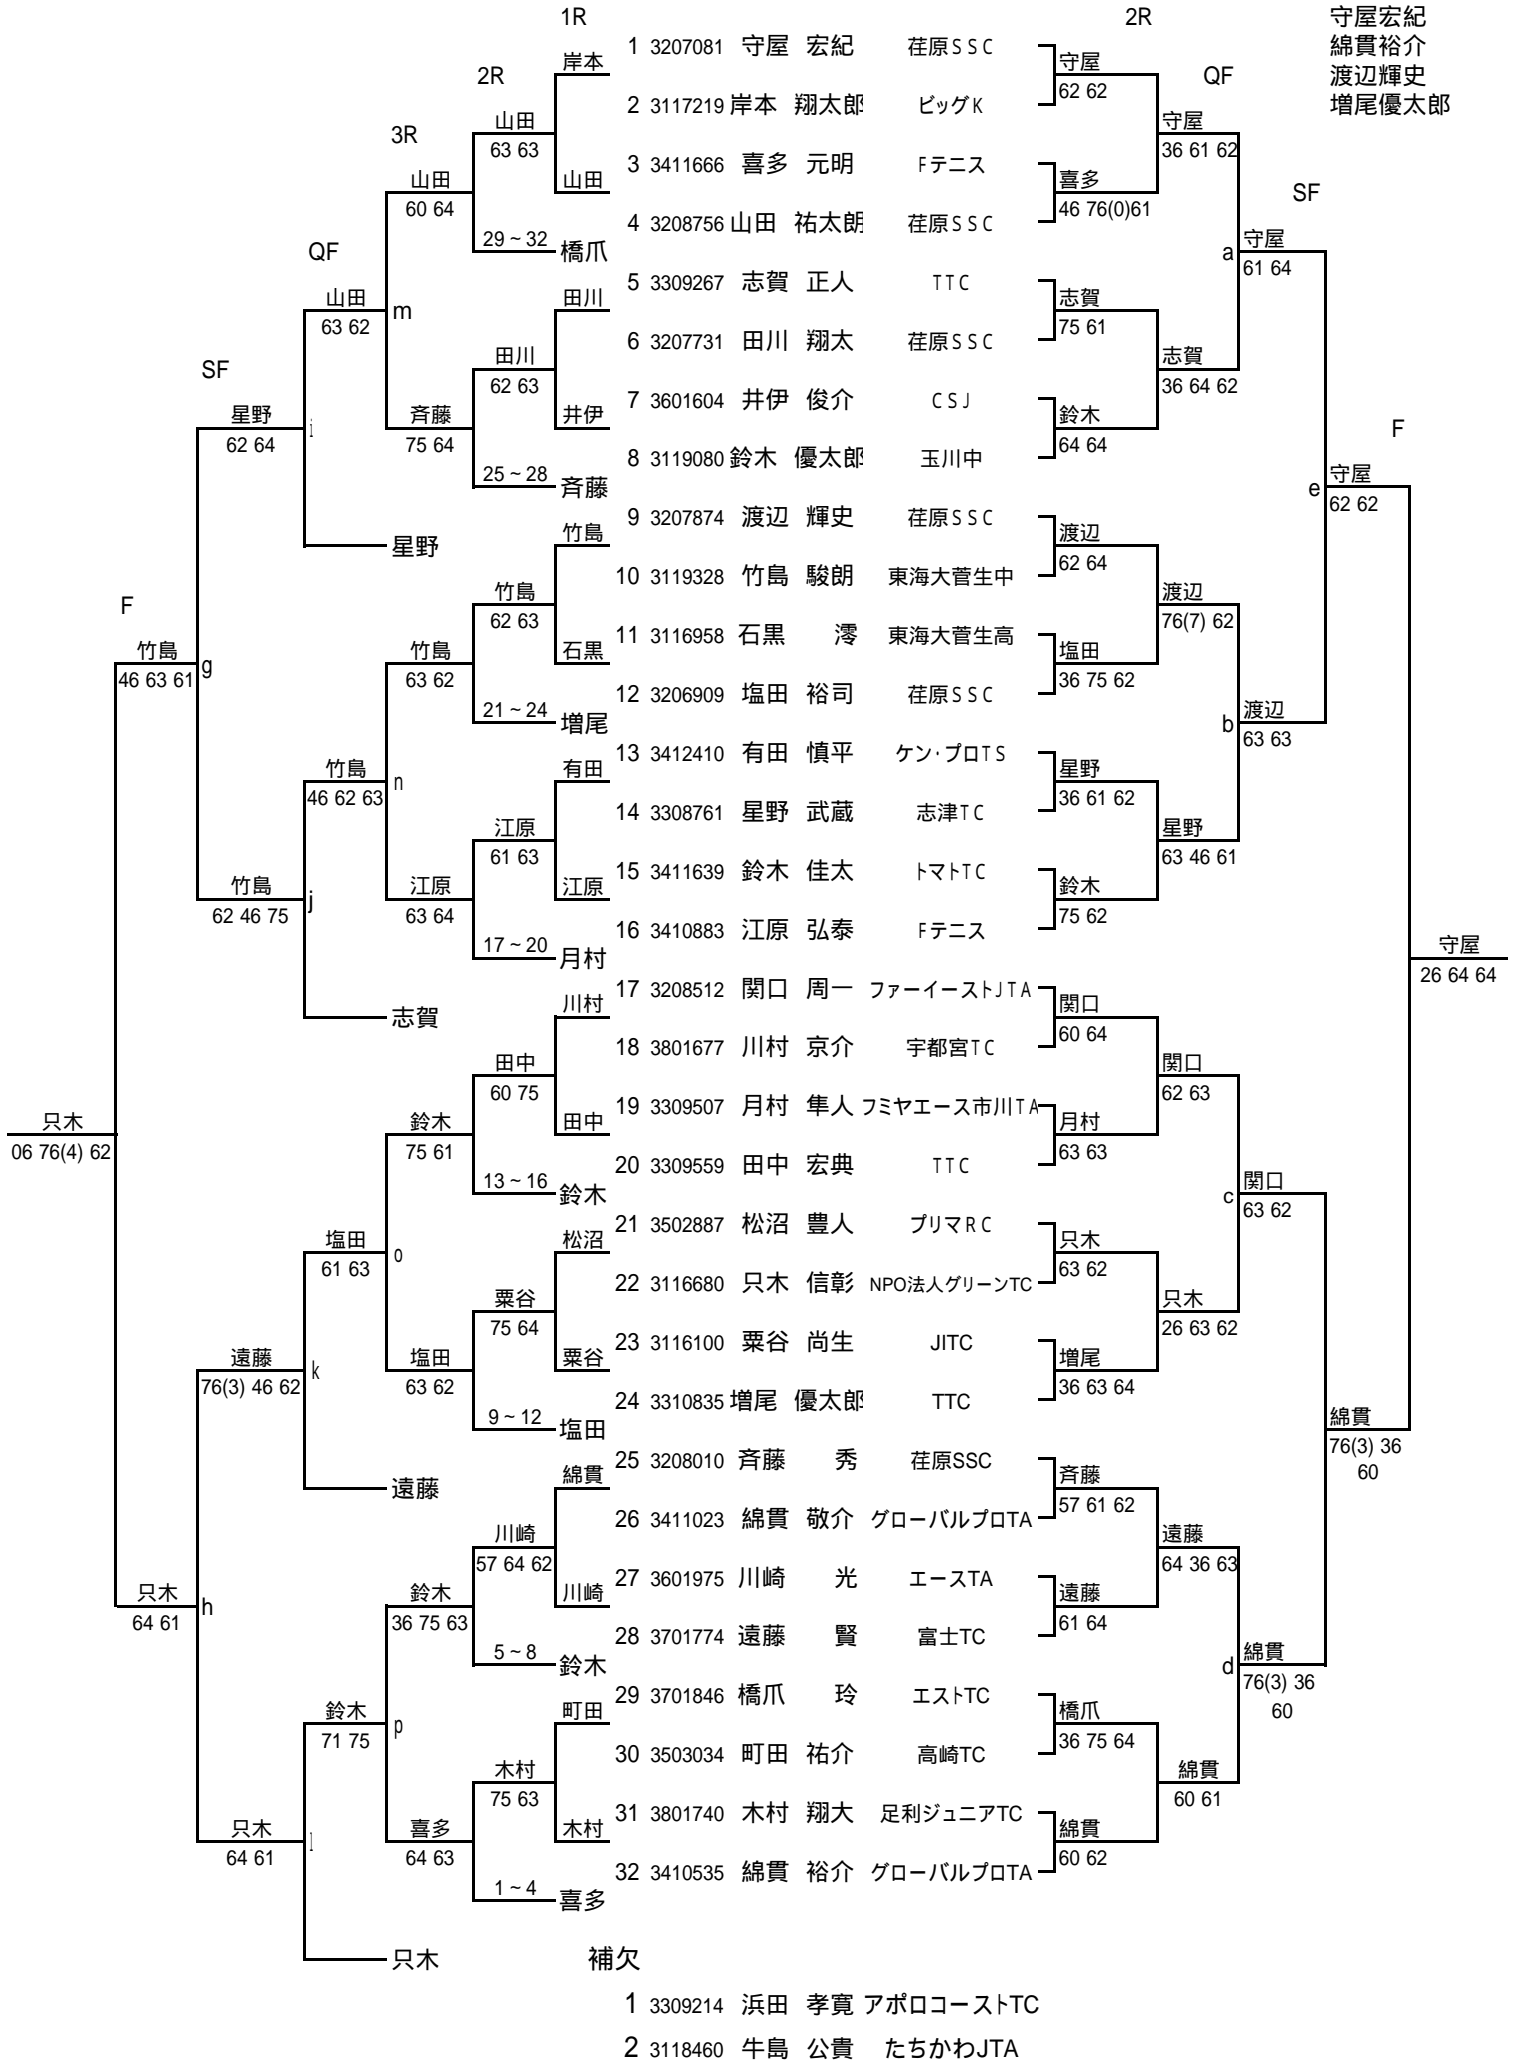 1R 2R 守屋宏紀
綿貫裕介
渡辺輝史
増尾優太郎
2R QF
3R SF
QF F
SF
F
1 3207081 守屋 宏紀 荏原SSC
2 3117219 岸本 翔太郎 ビッグK
3 3411666 喜多 元明 Fテニス
4 3208756 山田 祐太朗 荏原SSC
5 3309267 志賀 正人 TTC
6 3207731 田川 翔太 荏原SSC
7 3601604 井伊 俊介 CSJ
8 3119080 鈴木 優太郎 玉川中
9 3207874 渡辺 輝史 荏原SSC
10 3119328 竹島 駿朗 東海大菅生中
11 3116958 石黒 澪 東海大菅生高
12 3206909 塩田 裕司 荏原SSC
13 3412410 有田 慎平 ケン・プロTS
14 3308761 星野 武蔵 志津TC
15 3411639 鈴木 佳太 トマトTC
16 3410883 江原 弘泰 Fテニス
17 3208512 関口 周一 ファーイーストJTA
18 3801677 川村 京介 宇都宮TC
19 3309507 月村 隼人 フミヤエース市川TA
20 3309559 田中 宏典 TTC
21 3502887 松沼 豊人 プリマRC
22 3116680 只木 信彰 NPO法人グリーンTC
23 3116100 粟谷 尚生 JITC
24 3310835 増尾 優太郎 TTC
25 3208010 斉藤 秀 荏原SSC
26 3411023 綿貫 敬介 グローバルプロTA
27 3601975 川崎 光 エースTA
28 3701774 遠藤 賢 富士TC
29 3701846 橋爪 玲 エストTC
30 3503034 町田 祐介 高崎TC
31 3801740 木村 翔大 足利ジュニアTC
32 3410535 綿貫 裕介 グローバルプロTA
守屋
62 62
喜多
46 76(0)61
志賀
75 61
鈴木
64 64
渡辺
62 64
塩田
36 75 62
星野
36 61 62
鈴木
75 62
関口
60 64
月村
63 63
只木
63 62
増尾
36 63 64
斉藤
57 61 62
遠藤
61 64
橋爪
36 75 64
綿貫
60 62
守屋
36 61 62
志賀
36 64 62
渡辺
76(7) 62
星野
63 46 61
関口
62 63
只木
26 63 62
遠藤
64 36 63
綿貫
60 61
a 守屋
61 64
b 渡辺
63 63
c 関口
63 62
d 綿貫
76(3) 36
60
e 守屋
62 62
綿貫
76(3) 36
60
守屋
26 64 64
岸本
山田
橋爪
田川
井伊
斉藤
竹島
石黒
増尾
有田
江原
月村
川村
田中
鈴木
松沼
粟谷
塩田
綿貫
川崎
鈴木
町田
木村
喜多
山田
63 63
29~32
田川
62 63
25~28
竹島
62 63
21~24
江原
61 63
17~20
田中
60 75
13~16
粟谷
75 64
9~12
川崎
57 64 62
5~8
木村
75 63
1~4
山田
60 64
斉藤
75 64
星野
竹島
63 62
江原
63 64
志賀
鈴木
75 61
塩田
63 62
遠藤
鈴木
36 75 63
喜多
64 63
只木
山田
63 62
m
竹島
46 62 63
n
塩田
61 63
o
鈴木
71 75
p
星野
62 64
i
竹島
62 46 75
j
遠藤
76(3) 46 62
k
只木
64 61
l
竹島
46 63 61
g
只木
64 61
h
只木
06 76(4) 62
補欠
1 3309214 浜田 孝寛 アポロコーストTC
2 3118460 牛島 公貴 たちかわJTA